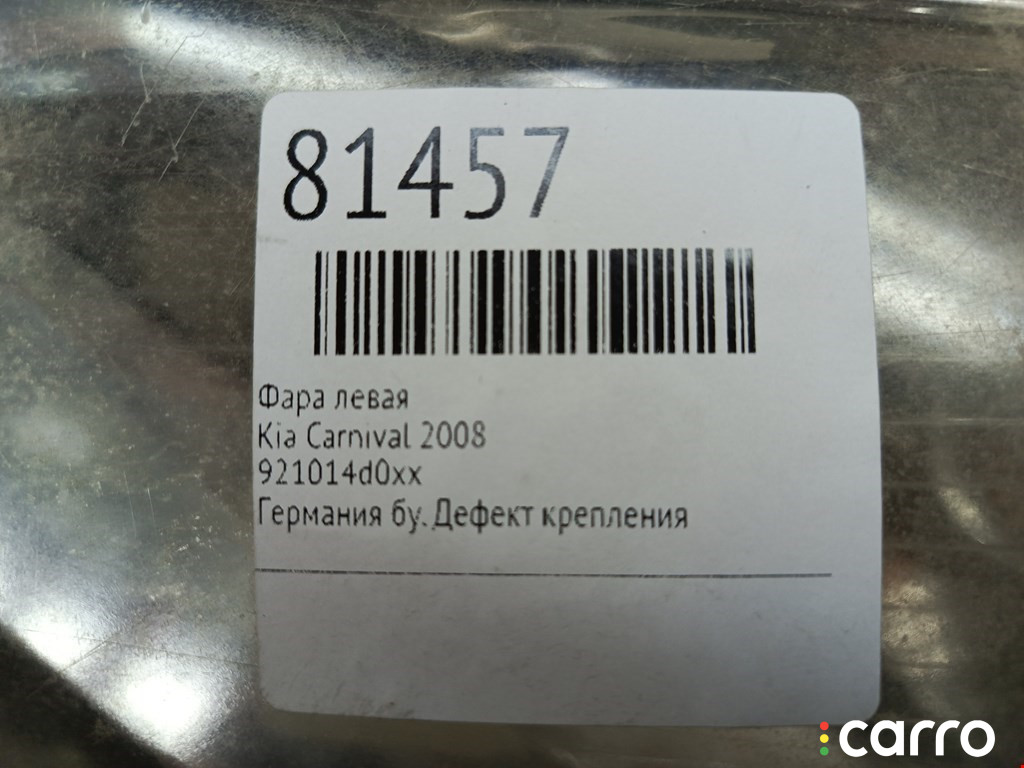 81457
Фара левая
Kia Carnival 2008
921014d0xx
Германия бу. Дефект крепления
carro